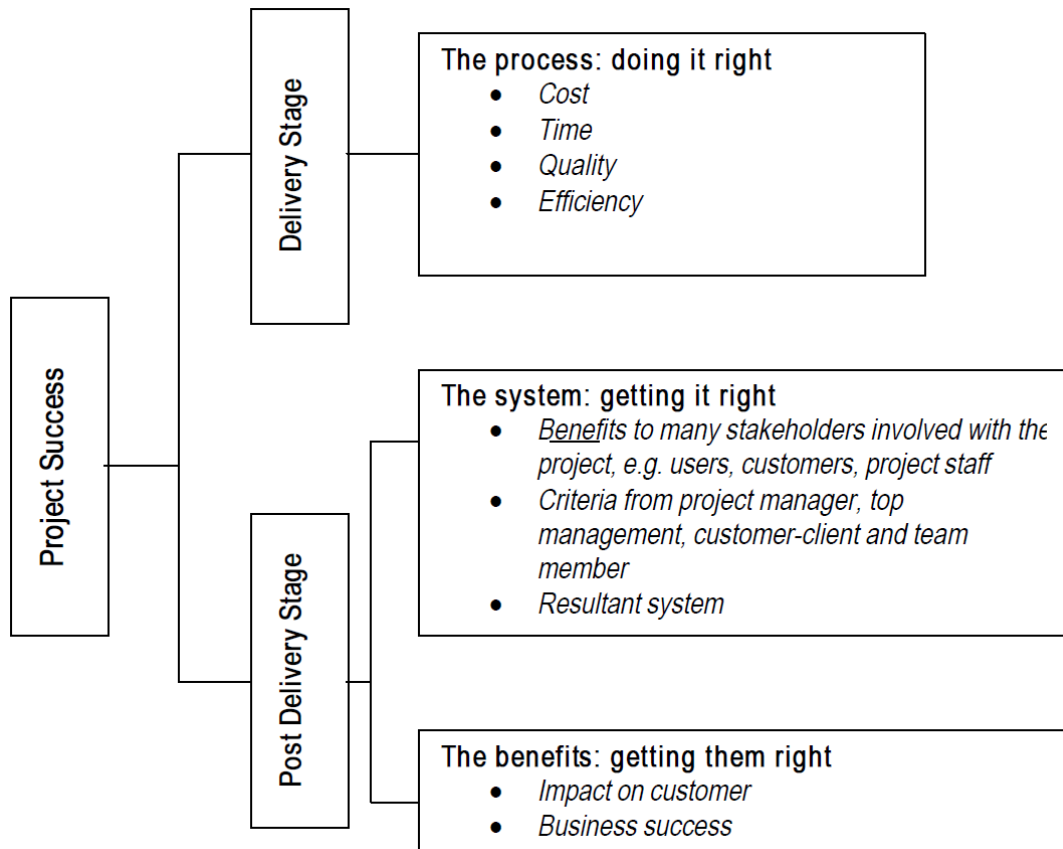 Project Success
Delivery Stage
The process: doing it right
• Cost
• Time
• Quality
• Efficiency
Post Delivery Stage
The system: getting it right
• Benefits to many stakeholders involved with the
project, e.g. users, customers, project staff
• Criteria from project manager, top
management, customer-client and team
member
• Resultant system
The benefits: getting them right
• Impact on customer
• Business success